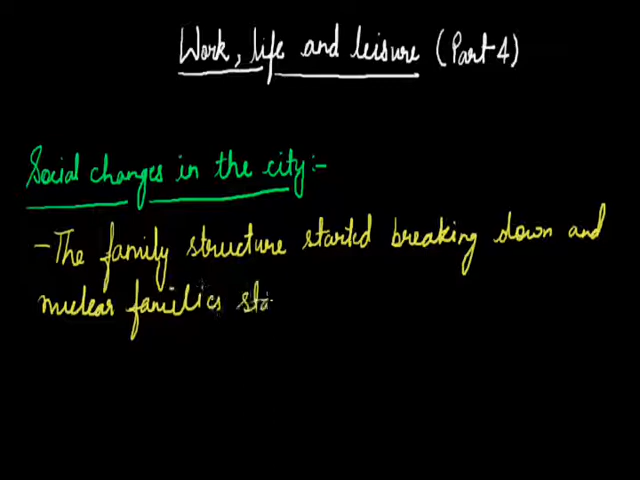 Work, life and leisure (Part 4)
Social changes in the city:-
- The family structure started breaking down and
nuclear families sta